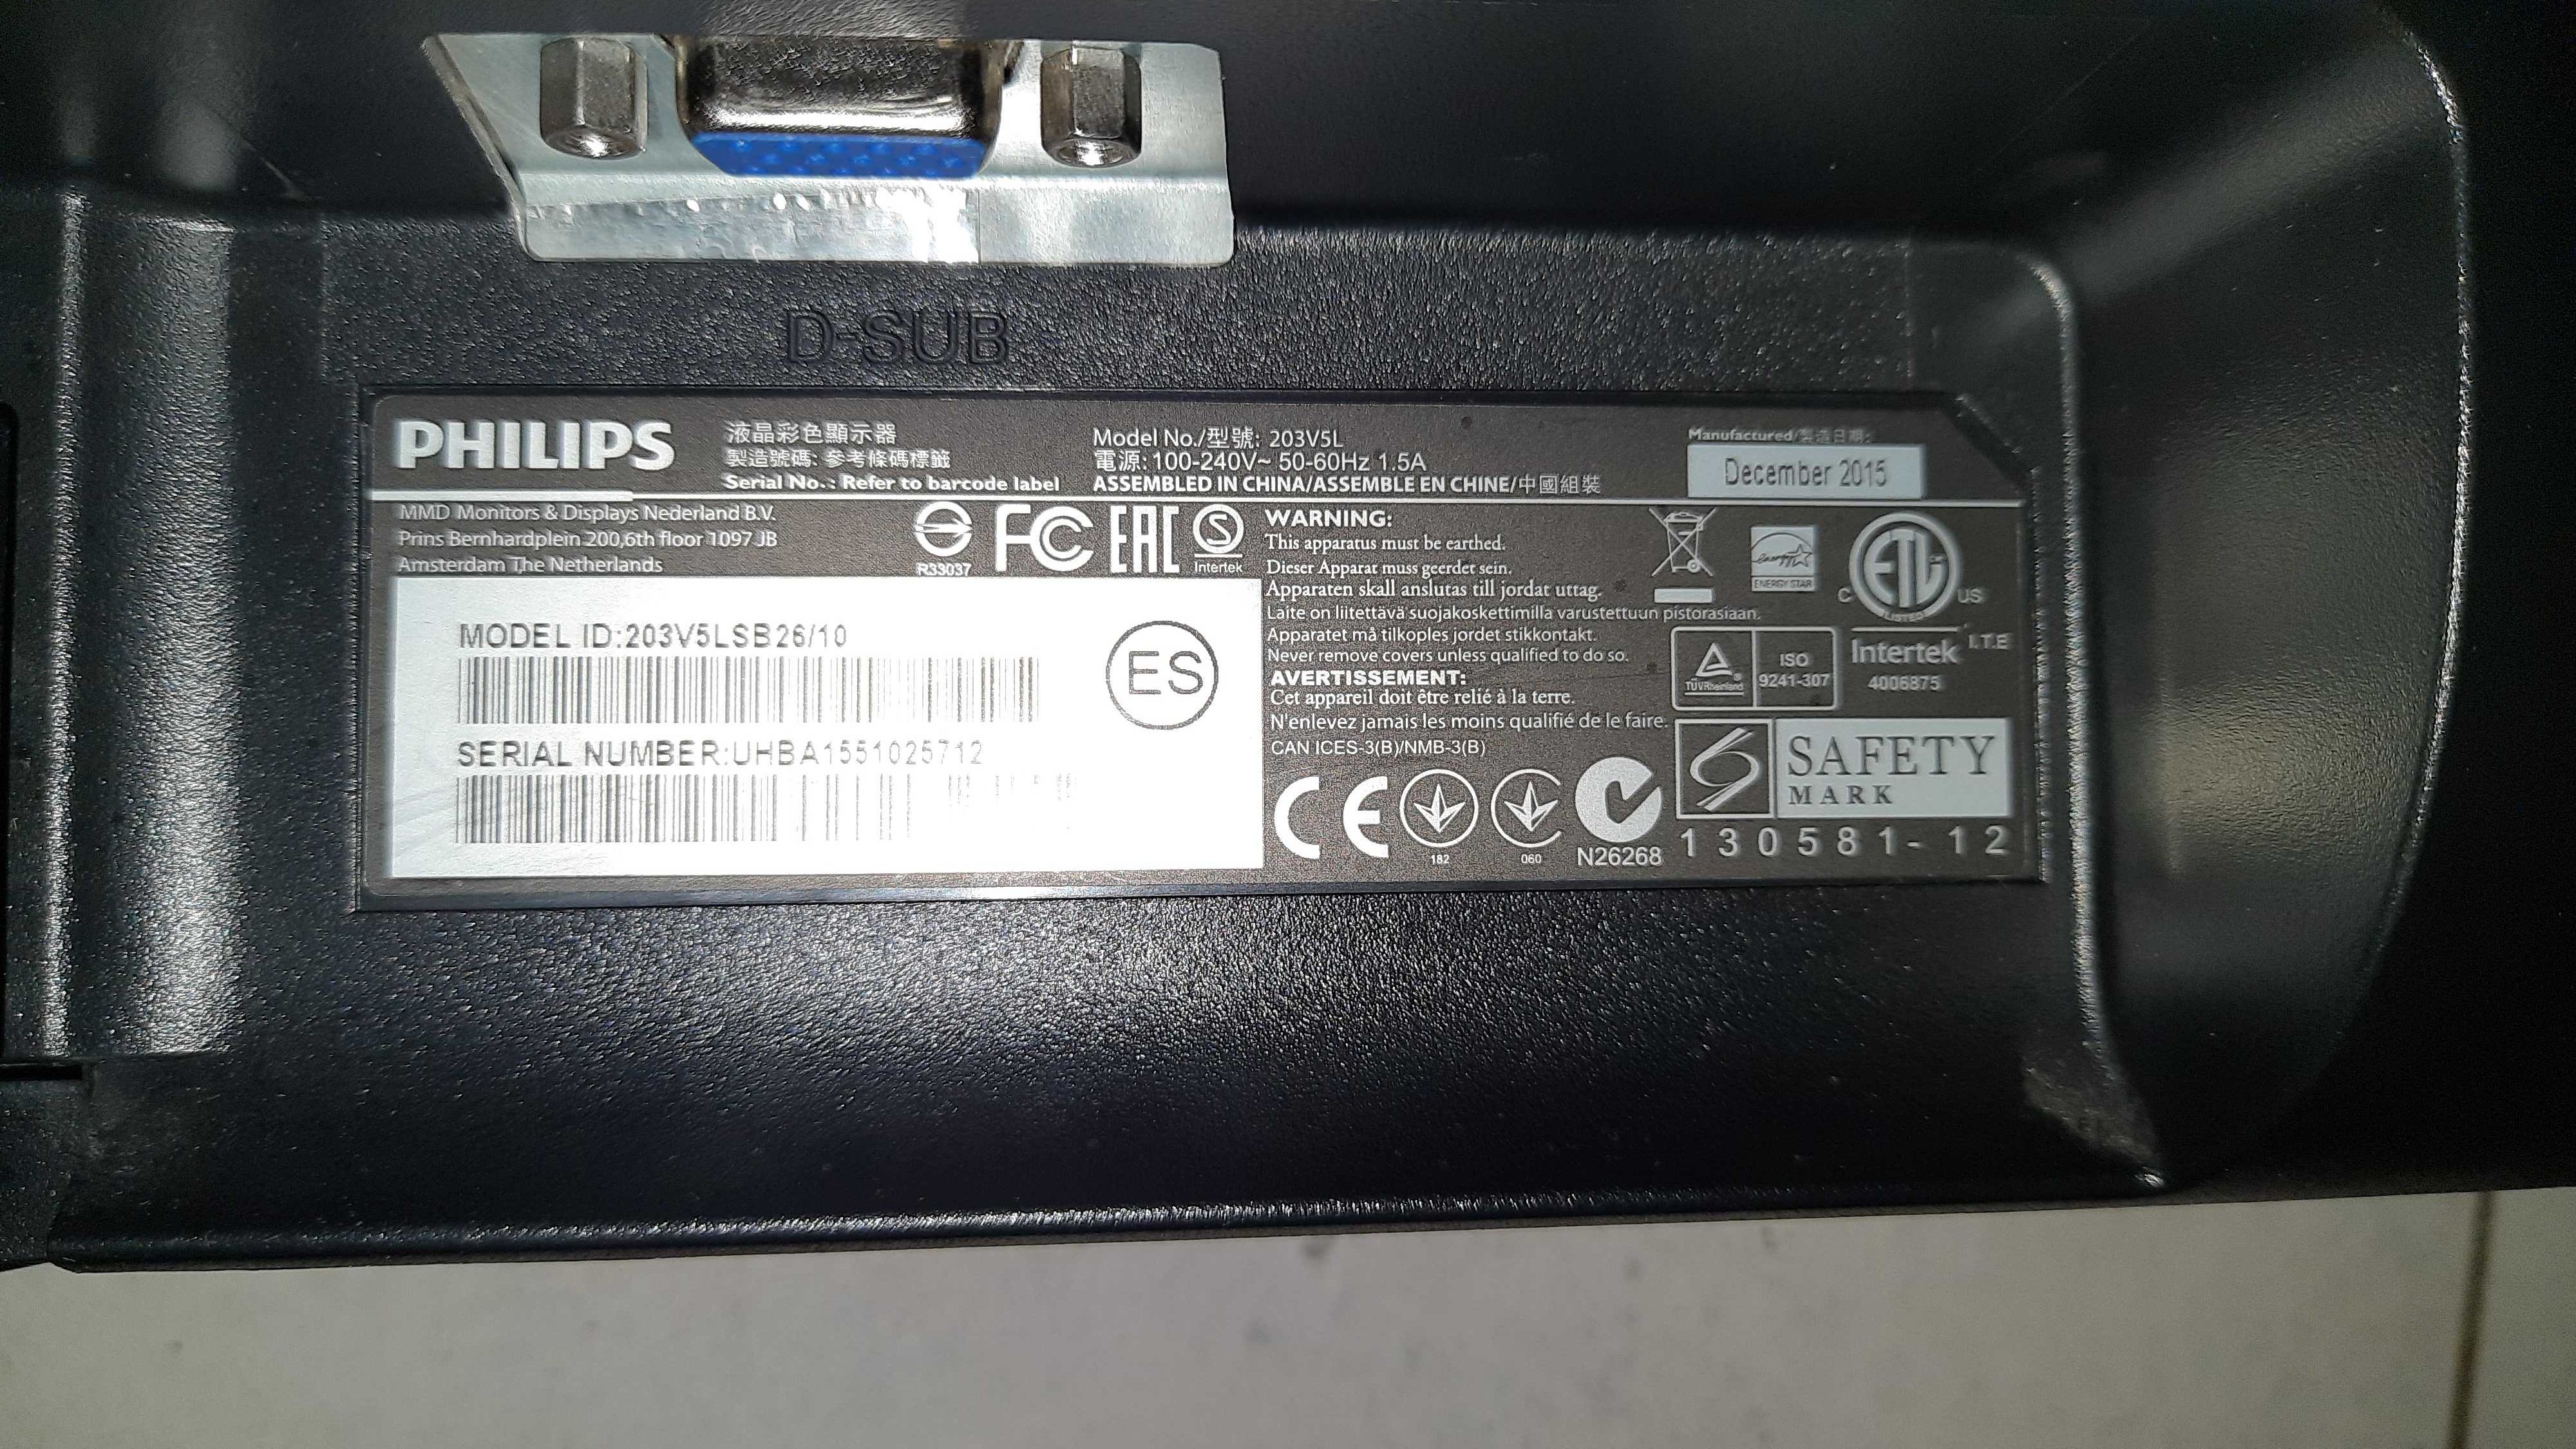 D-SUB
PHILIPS
液晶彩色顯示器
製造號碼: 參考條碼標籤
Serial No.: Refer to barcode label
Model No./型號: 203V5L
電源: 100-240V~ 50-60Hz 1.5A
ASSEMBLED IN CHINA/ASSEMBLE EN CHINE/中國組裝
Manufactured/製造日期:
December 2015
MMD Monitors & Displays Nederland B.V.
Prins Bernhardplein 200,6th floor 1097 JB
Amsterdam The Netherlands
R33037
FC
EAC
S
Intertek
MODEL ID:203V5LSB26/10
SERIAL NUMBER:UHBA1551025712
ES
WARNING:
This apparatus must be earthed.
Dieser Apparat muss geerdet sein.
Apparaten skall anslutas till jordat uttag.
Laite on liitettävä suojakoskettimilla varustettuun pistorasiaan.
Apparatet må tilkoples jordet stikkontakt.
Never remove covers unless qualified to do so.
AVERTISSEMENT:
Cet appareil doit être relié à la terre.
N'enlevez jamais les moins qualifié de le faire.
CAN ICES-3(B)/NMB-3(B)
CE
182
060
N26268
energy
ENERGY STAR
ETL
C US
LISTED
Intertek I.T.E
4006875
TÜVRheinland
ISO
9241-307
SAFETY
MARK
130581-12